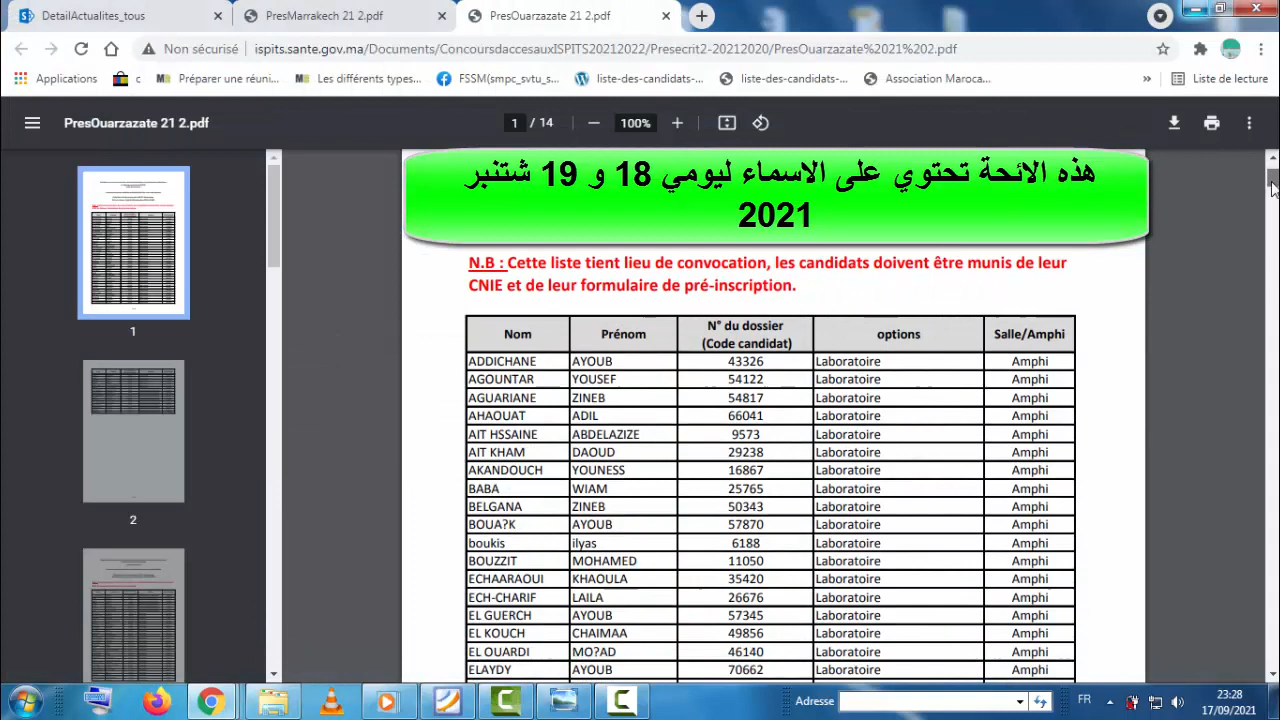 DetailActualites_tous
PresMarrakech 21 2.pdf
PresOuarzazate 21 2.pdf
Non sécurisé
ispits.sante.gov.ma/Documents/ConcoursdaccesauxISPITS20212022/Presecrit2-20212020/PresOuarzazate%2021%202.pdf
Applications
c
Préparer une réuni...
Les différents types...
FSSM(smpc_svtu_s...
liste-des-candidats-...
liste-des-candidats-...
Association Maroca...
»
Liste de lecture
PresOuarzazate 21 2.pdf
1 / 14
100%
هذه الائحة تحتوي على الاسماء ليومي 18 و 19 شتنبر
2021
N.B : Cette liste tient lieu de convocation, les candidats doivent être munis de leur
CNIE et de leur formulaire de pré-inscription.
Nom Prénom N° du dossier (Code candidat) options Salle/Amphi
ADDICHANE AYOUB 43326 Laboratoire Amphi
AGOUNTAR YOUSEF 54122 Laboratoire Amphi
AGUARIANE ZINEB 54817 Laboratoire Amphi
AHAOUAT ADIL 66041 Laboratoire Amphi
AIT HSSAINE ABDELAZIZE 9573 Laboratoire Amphi
AIT KHAM DAOUD 29238 Laboratoire Amphi
AKANDOUCH YOUNESS 16867 Laboratoire Amphi
BABA WIAM 25765 Laboratoire Amphi
BELGANA ZINEB 50343 Laboratoire Amphi
BOUA?K AYOUB 57870 Laboratoire Amphi
boukis ilyas 6188 Laboratoire Amphi
BOUZZIT MOHAMED 11050 Laboratoire Amphi
ECHAARAOUI KHAOULA 35420 Laboratoire Amphi
ECH-CHARIF LAILA 26676 Laboratoire Amphi
EL GUERCH AYOUB 57345 Laboratoire Amphi
EL KOUCH CHAIMAA 49856 Laboratoire Amphi
EL OUARDI MO?AD 46140 Laboratoire Amphi
ELAYDY AYOUB 70662 Laboratoire Amphi
1
2
Adresse
FR
23:28
17/09/2021